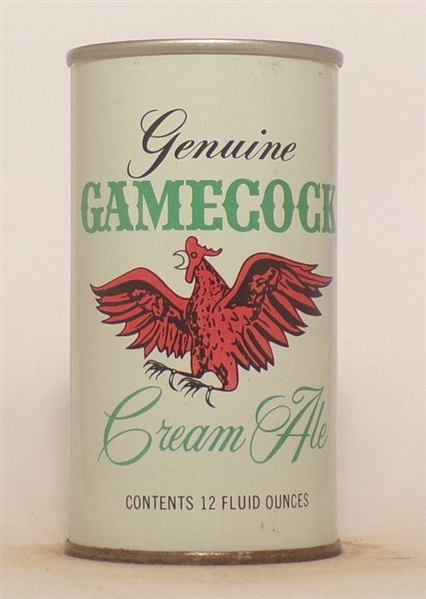 Genuine
GAMECOCK
Cream Ale
CONTENTS 12 FLUID OUNCES